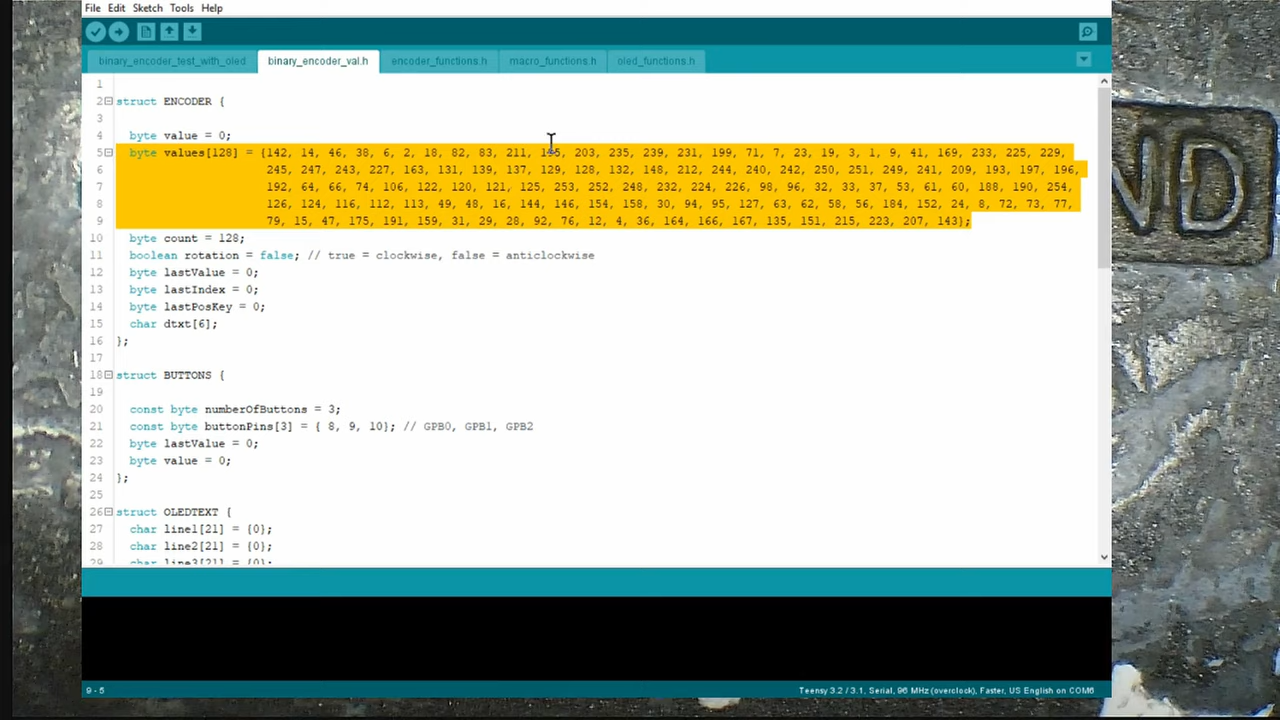 File Edit Sketch Tools Help
binary_encoder_test_with_oled binary_encoder_val.h encoder_functions.h macro_functions.h oled_functions.h
1
2 struct ENCODER {
3
4 byte value = 0;
5 byte values[128] = {142, 14, 46, 38, 6, 2, 18, 82, 83, 211, 195, 203, 235, 239, 231, 199, 71, 7, 23, 19, 3, 1, 9, 41, 169, 233, 225, 229,
6 245, 247, 243, 227, 163, 131, 139, 137, 129, 128, 132, 148, 212, 244, 240, 242, 250, 251, 249, 241, 209, 193, 197, 196,
7 192, 64, 66, 74, 106, 122, 120, 121, 125, 253, 252, 248, 232, 224, 226, 98, 96, 32, 33, 37, 53, 61, 60, 188, 190, 254,
8 126, 124, 116, 112, 113, 49, 48, 16, 144, 146, 154, 158, 30, 94, 95, 127, 63, 62, 58, 56, 184, 152, 24, 8, 72, 73, 77,
9 79, 15, 47, 175, 191, 159, 31, 29, 28, 92, 76, 12, 4, 36, 164, 166, 167, 135, 151, 215, 223, 207, 143};
10 byte count = 128;
11 boolean rotation = false; // true = clockwise, false = anticlockwise
12 byte lastValue = 0;
13 byte lastIndex = 0;
14 byte lastPosKey = 0;
15 char dtxt[6];
16 };
17
18 struct BUTTONS {
19
20 const byte numberOfButtons = 3;
21 const byte buttonPins[3] = { 8, 9, 10}; // GPB0, GPB1, GPB2
22 byte lastValue = 0;
23 byte value = 0;
24 };
25
26 struct OLEDTEXT {
27 char line1[21] = {0};
28 char line2[21] = {0};
29 char line3[21] = {0};
9 - 5
Teensy 3.2 / 3.1, Serial, 96 MHz (overclock), Faster, US English on COM6
ND